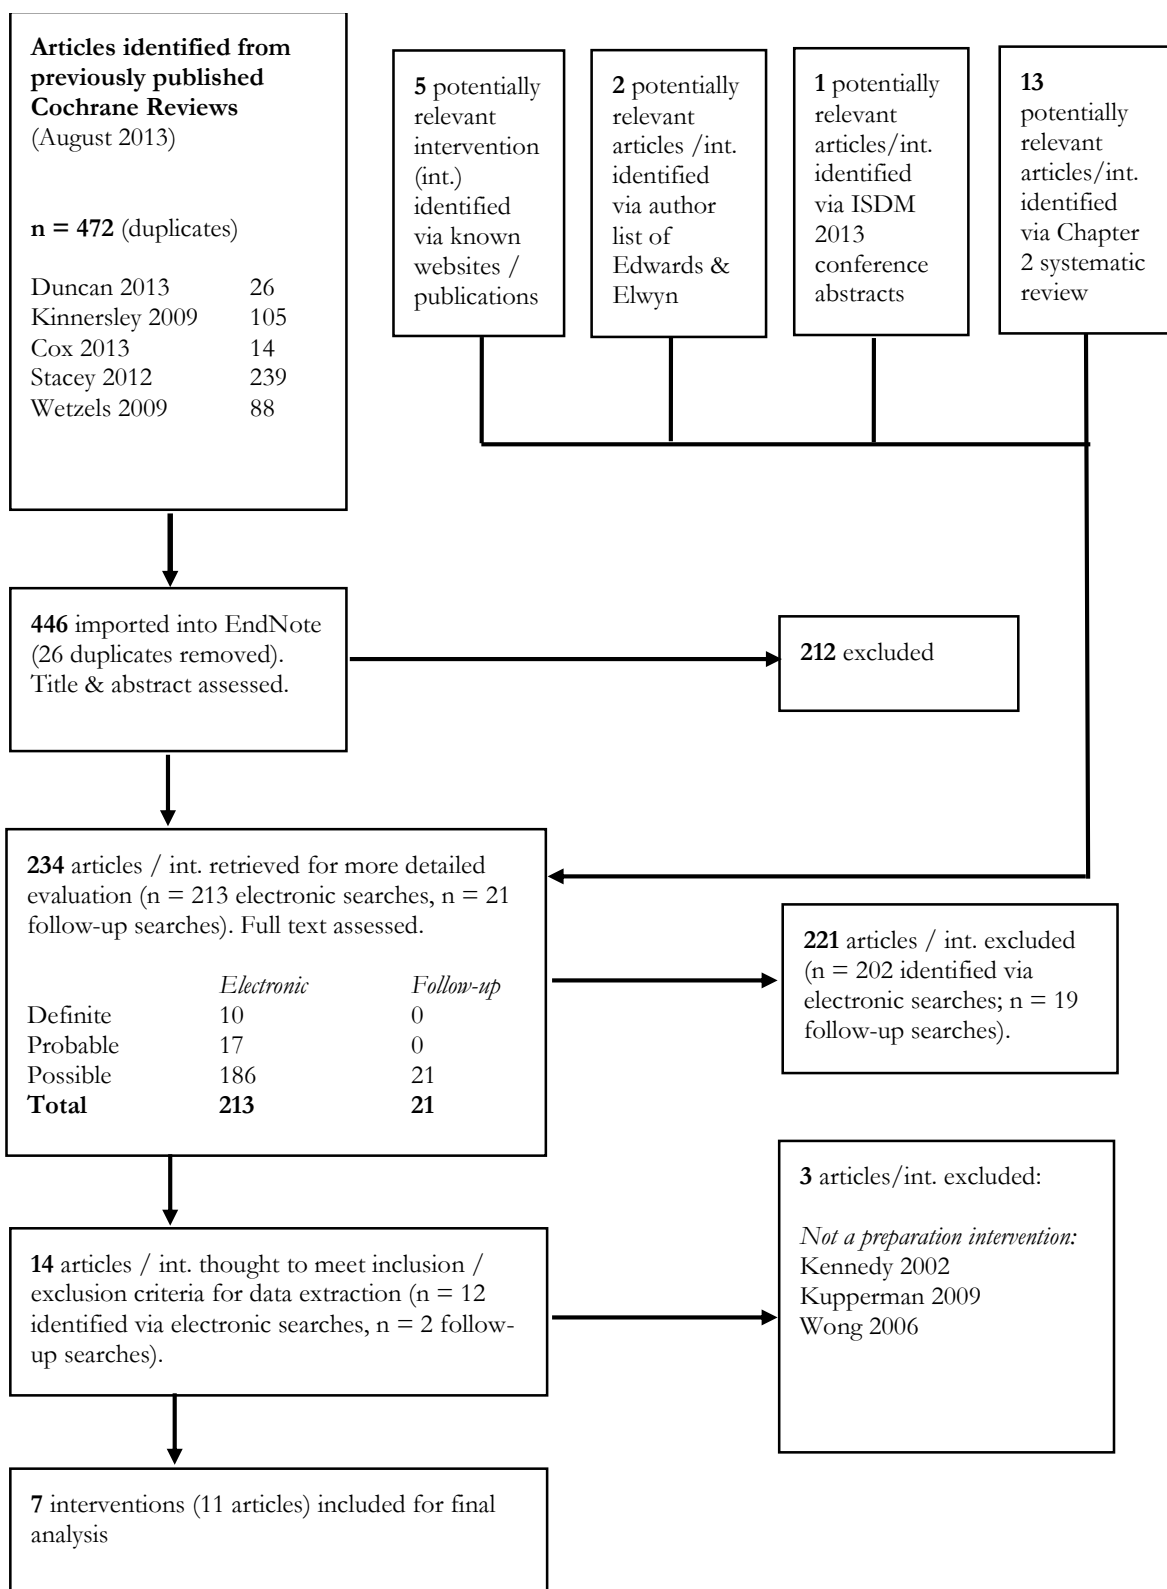 Articles identified from
previously published
Cochrane Reviews
(August 2013)
n = 472 (duplicates)
Duncan 2013 26
Kinnersley 2009 105
Cox 2013 14
Stacey 2012 239
Wetzels 2009 88
5 potentially
relevant
intervention
(int.)
identified
via known
websites /
publications
2 potentially
relevant
articles /int.
identified
via author
list of
Edwards &
Elwyn
1 potentially
relevant
articles/int.
identified
via ISDM
2013
conference
abstracts
13
potentially
relevant
articles/int.
identified
via Chapter
2 systematic
review
446 imported into EndNote
(26 duplicates removed).
Title & abstract assessed.
212 excluded
234 articles / int. retrieved for more detailed
evaluation (n = 213 electronic searches, n = 21
follow-up searches). Full text assessed.
Electronic Follow-up
Definite 10 0
Probable 17 0
Possible 186 21
Total 213 21
221 articles / int. excluded
(n = 202 identified via
electronic searches; n = 19
follow-up searches).
14 articles / int. thought to meet inclusion /
exclusion criteria for data extraction (n = 12
identified via electronic searches, n = 2 follow-
up searches).
3 articles/int. excluded:
Not a preparation intervention:
Kennedy 2002
Kupperman 2009
Wong 2006
7 interventions (11 articles) included for final
analysis